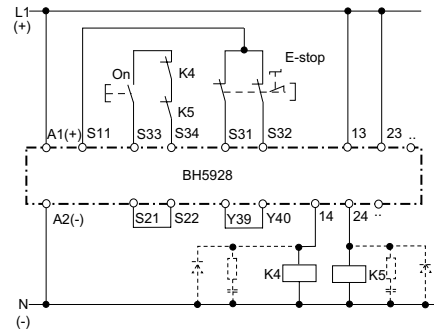 L1
(+)
E-stop
On
K4
K5
A1(+) S11 S33 S34 S31 S32 13 23 ..
BH5928
A2(-) S21 S22 Y39 Y40 14 24 ..
K4 K5
N
(-)